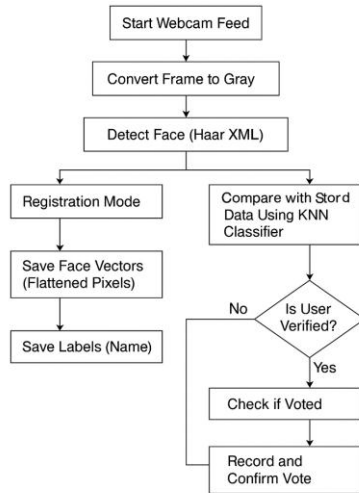 Start Webcam Feed
Convert Frame to Gray
Detect Face (Haar XML)
Registration Mode
Save Face Vectors
(Flattened Pixels)
Save Labels (Name)
Compare with Stord
Data Using KNN
Classifier
Is User
Verified?
No
Yes
Check if Voted
Record and
Confirm Vote